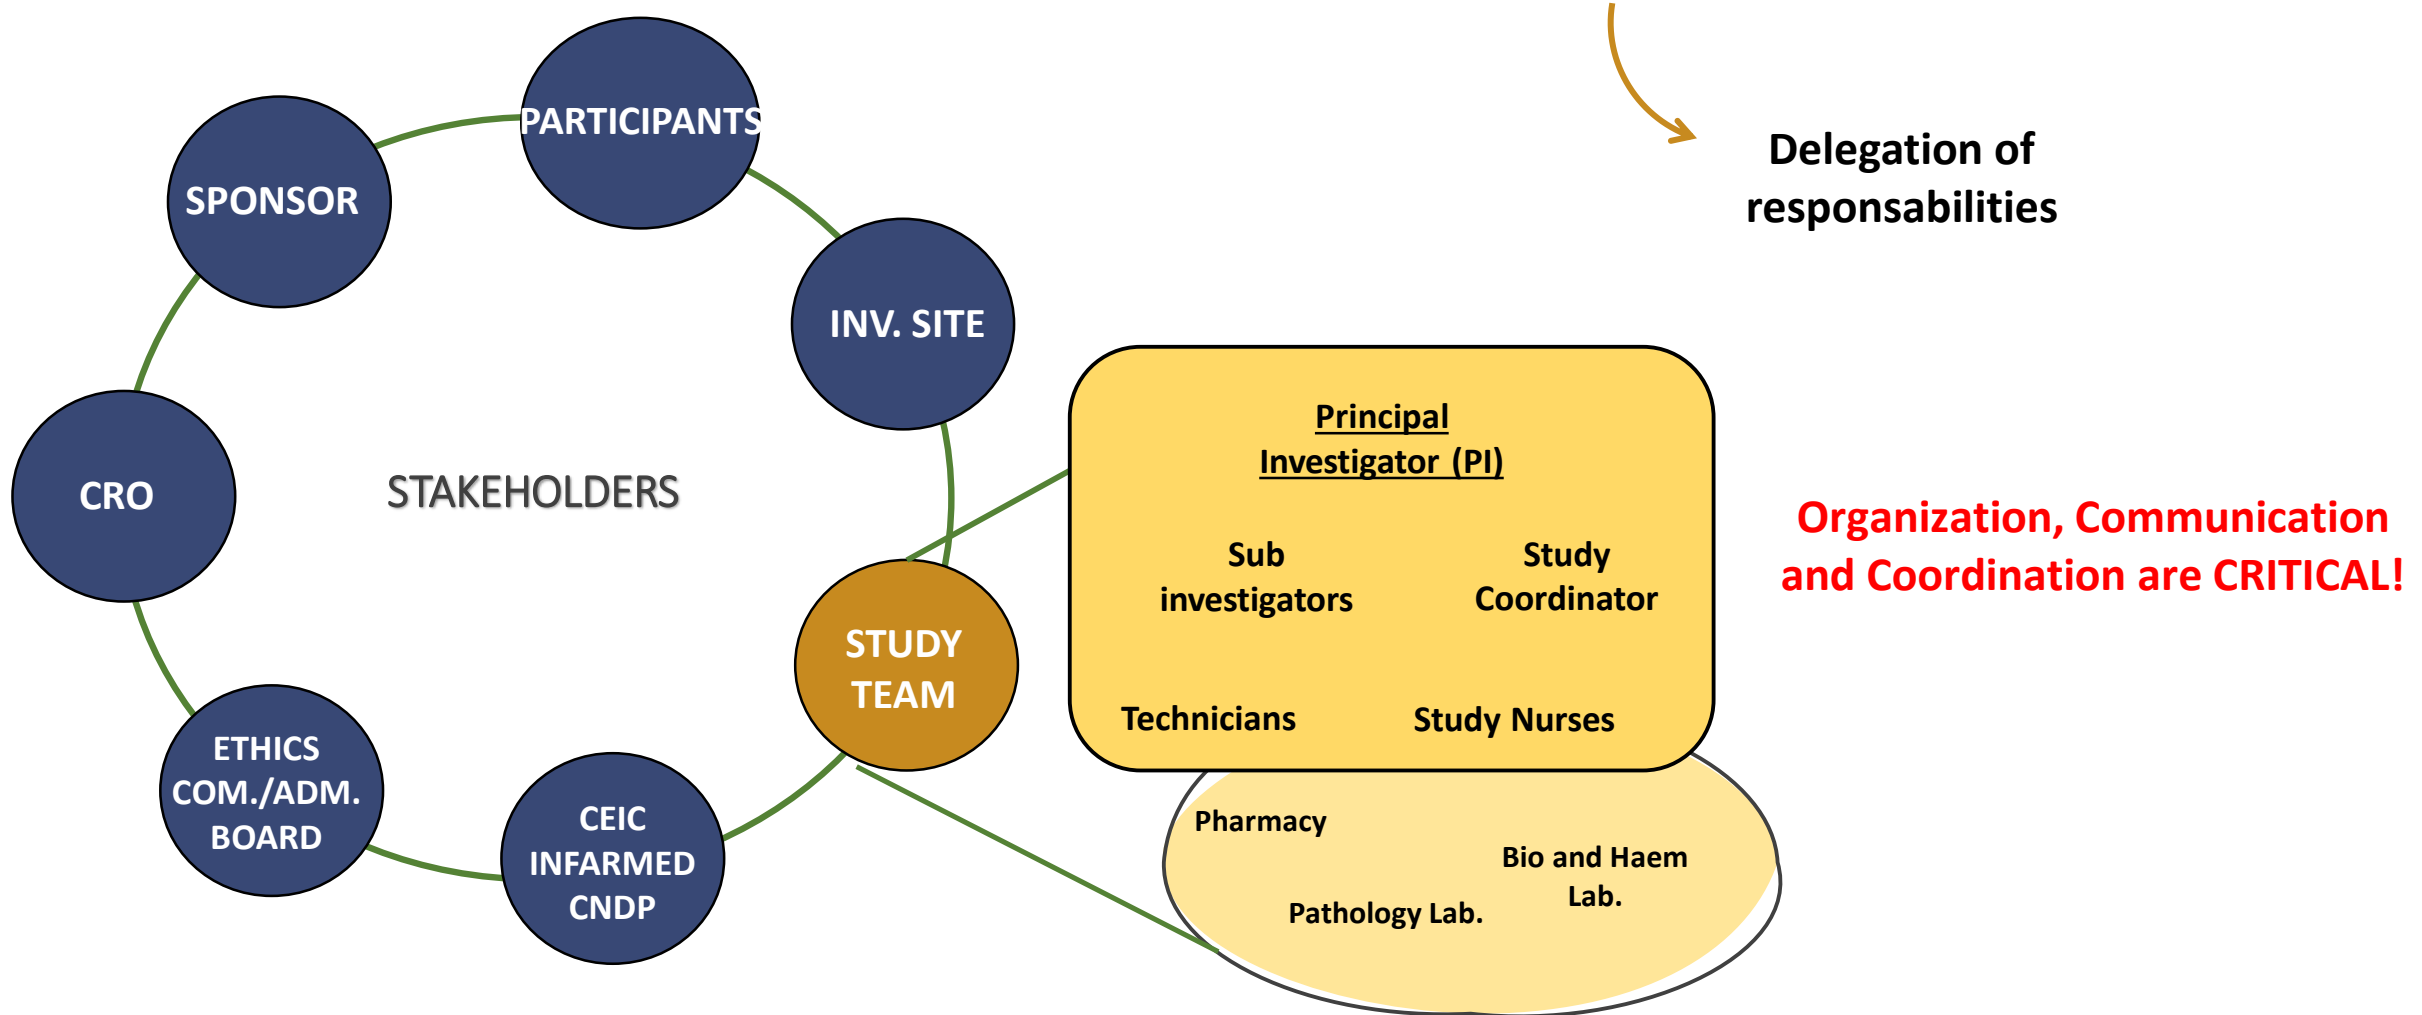 PARTICIPANTS
SPONSOR
INV. SITE
CRO
STAKEHOLDERS
STUDY
TEAM
ETHICS
COM./ADM.
BOARD
CEIC
INFARMED
CNDP
Delegation of
responsabilities
Principal
Investigator (PI)
Sub
investigators
Study
Coordinator
Technicians
Study Nurses
Pharmacy
Bio and Haem
Lab.
Pathology Lab.
Organization, Communication
and Coordination are CRITICAL!